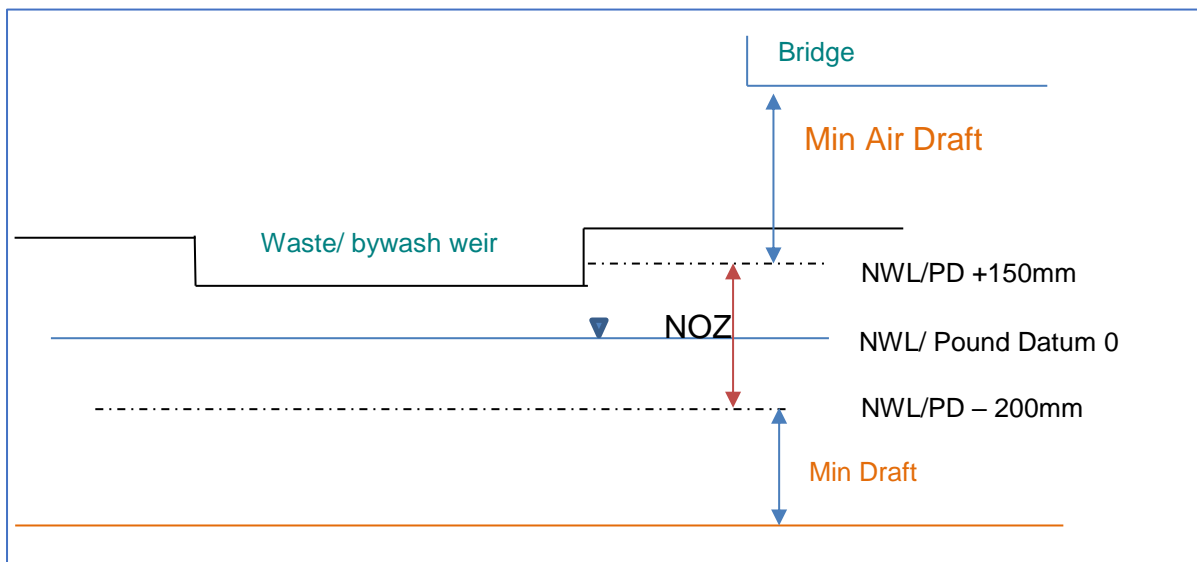 Bridge
Min Air Draft
Waste/ bywash weir
NWL/PD +150mm
NOZ
NWL/ Pound Datum 0
NWL/PD – 200mm
Min Draft